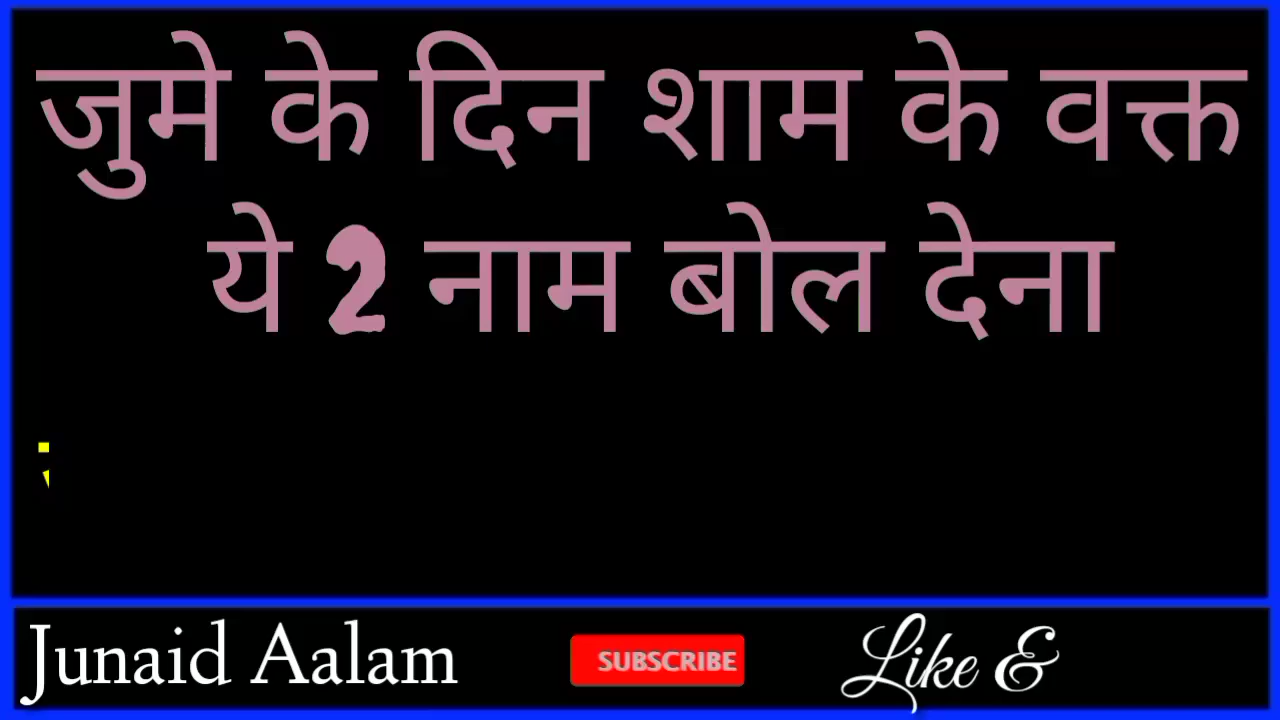 जुमे के दिन शाम के वक्त
ये 2 नाम बोल देना
Junaid Aalam
SUBSCRIBE
Like &